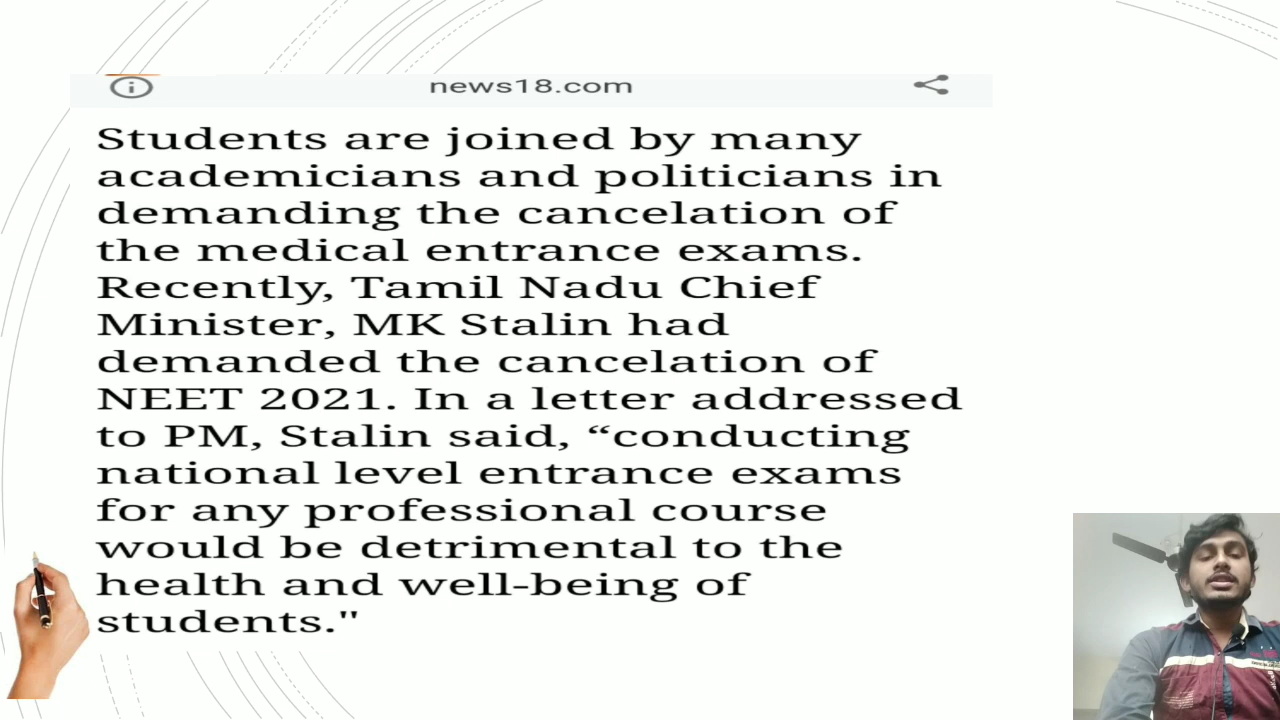 news18.com
Students are joined by many
academicians and politicians in
demanding the cancelation of
the medical entrance exams.
Recently, Tamil Nadu Chief
Minister, MK Stalin had
demanded the cancelation of
NEET 2021. In a letter addressed
to PM, Stalin said, “conducting
national level entrance exams
for any professional course
would be detrimental to the
health and well-being of
students."